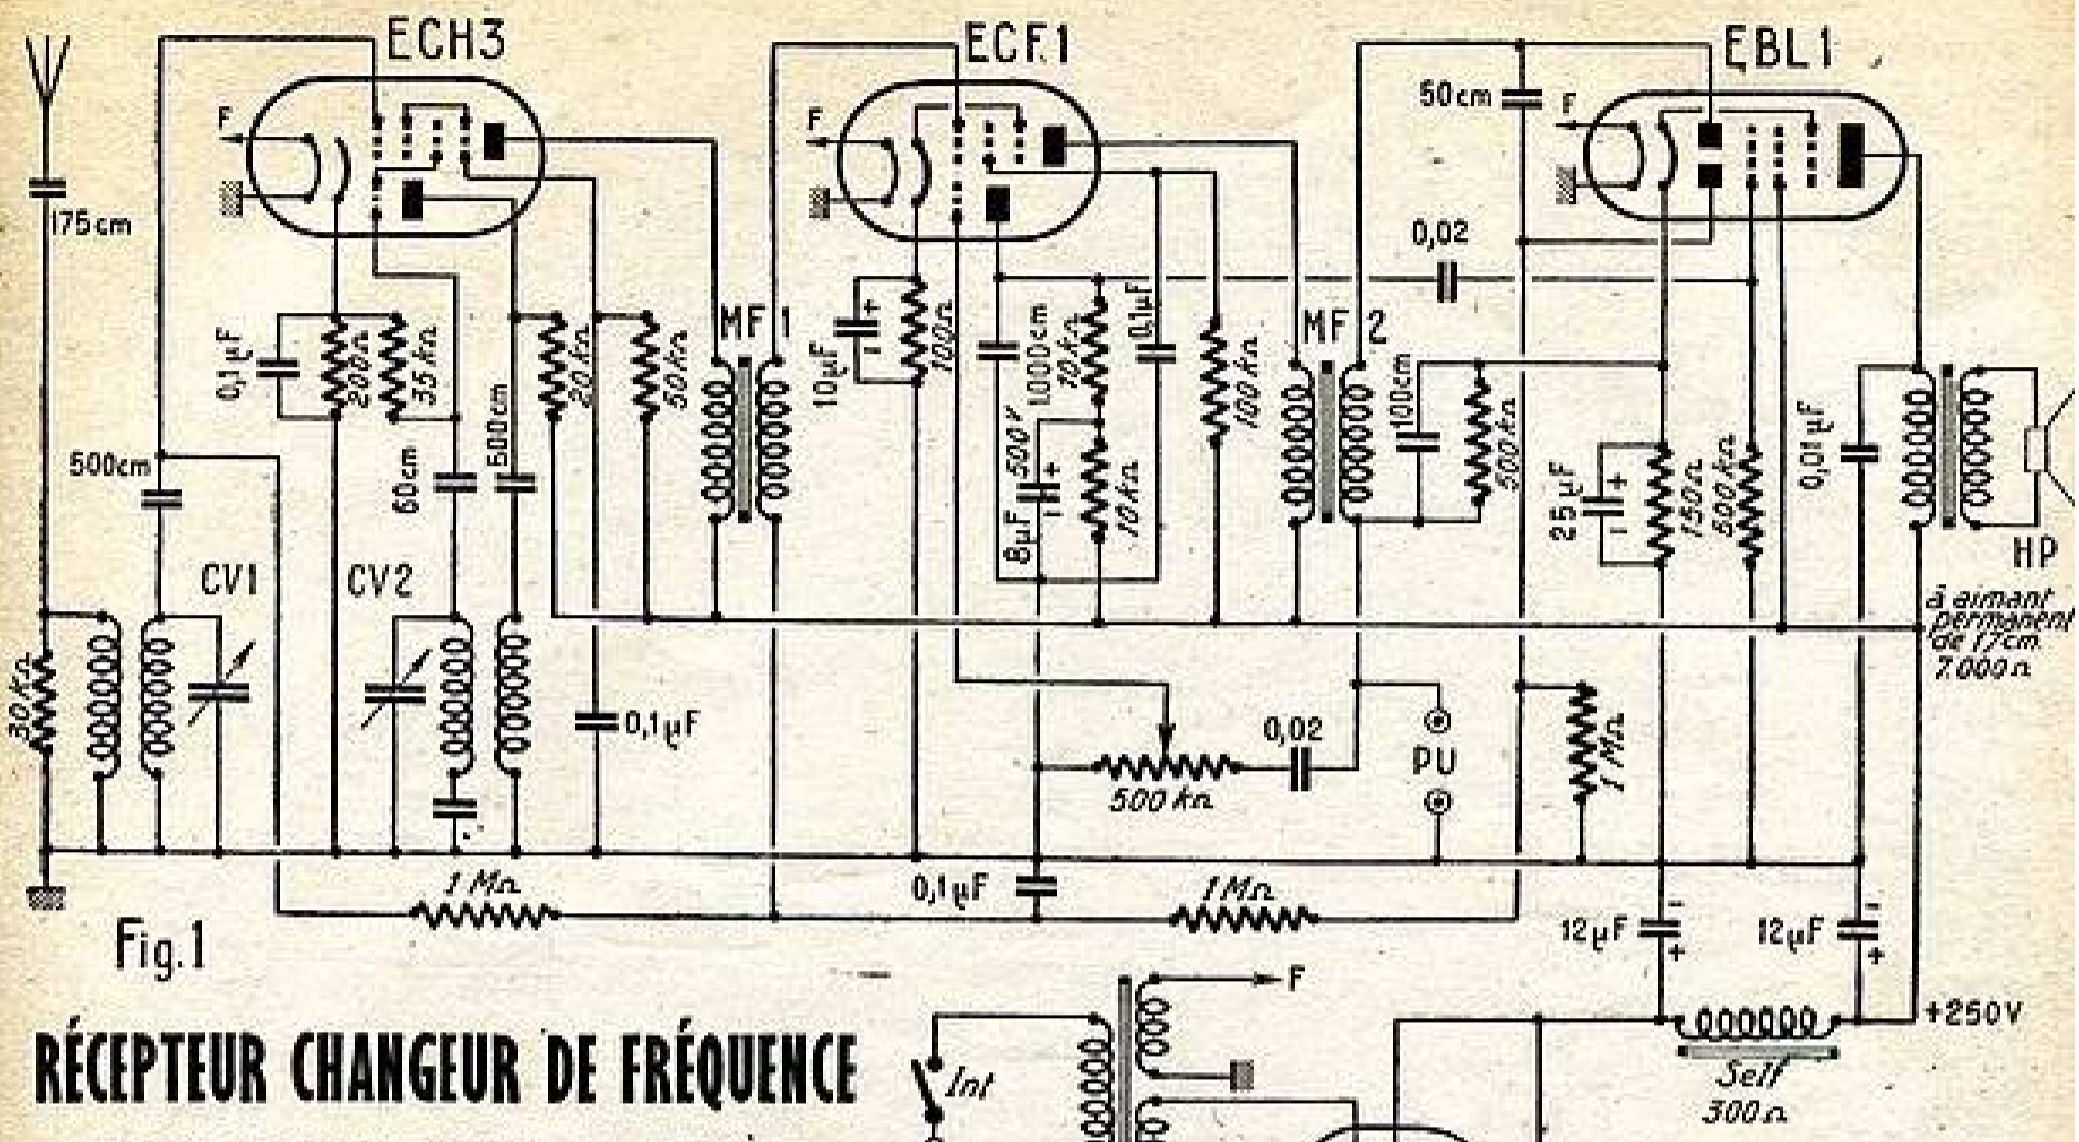 ECH3
ECF1
EBL1
F
F
F
50cm
175cm
0,02
0,1µF
200Ω
35kΩ
20kΩ
50kΩ
MF1
10µF
100Ω
1000cm
10kΩ
0,1µF
100kΩ
MF2
100cm
500kΩ
0,01µF
500cm
60cm
500cm
8µF 500V
10kΩ
25µF
150Ω
500kΩ
HP
à aimant
permanent
de 17cm
7.000Ω
CV1
CV2
30kΩ
0,1µF
0,02
500kΩ
PU
1MΩ
1MΩ
0,1µF
1MΩ
12µF
12µF
Fig.1
F
+250V
RÉCEPTEUR CHANGEUR DE FRÉQUENCE
Int
Self
300Ω